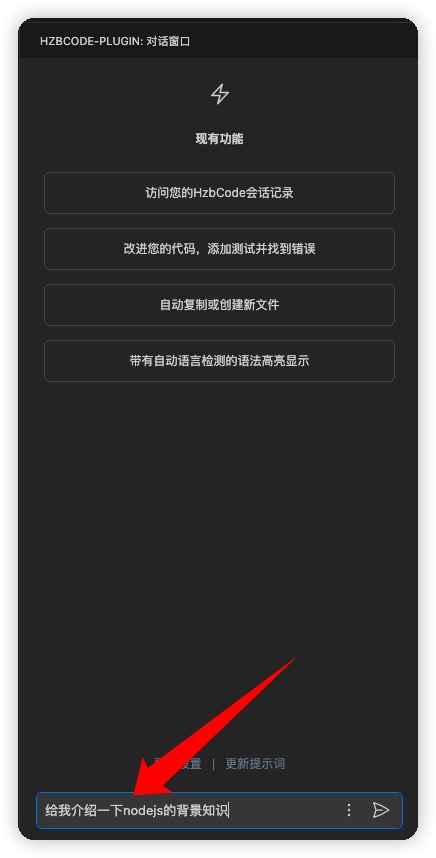 HZBCODE-PLUGIN: 对话窗口
现有功能
访问您的HzbCode会话记录
改进您的代码，添加测试并找到错误
自动复制或创建新文件
带有自动语言检测的语法高亮显示
设置 | 更新提示词
给我介绍一下nodejs的背景知识